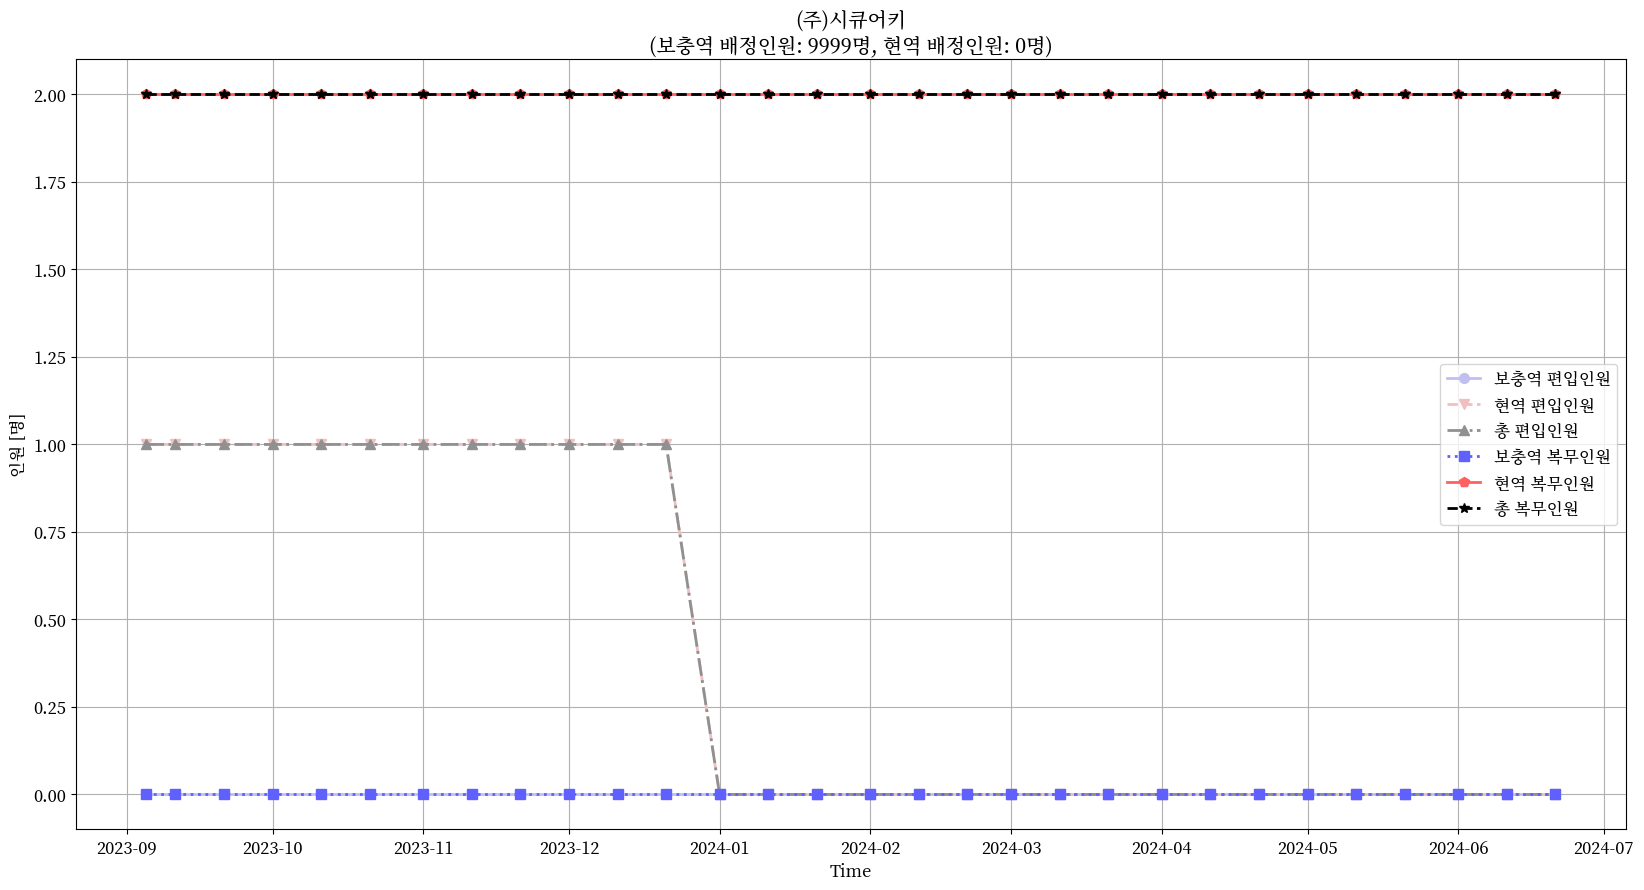 (주)시큐어키
(보충역 배정인원: 9999명, 현역 배정인원: 0명)
2.00
1.75
1.50
1.25
1.00
0.75
0.50
0.25
0.00
인원 [명]
보충역 편입인원
현역 편입인원
총 편입인원
보충역 복무인원
현역 복무인원
총 복무인원
2023-09 2023-10 2023-11 2023-12 2024-01 2024-02 2024-03 2024-04 2024-05 2024-06 2024-07
Time